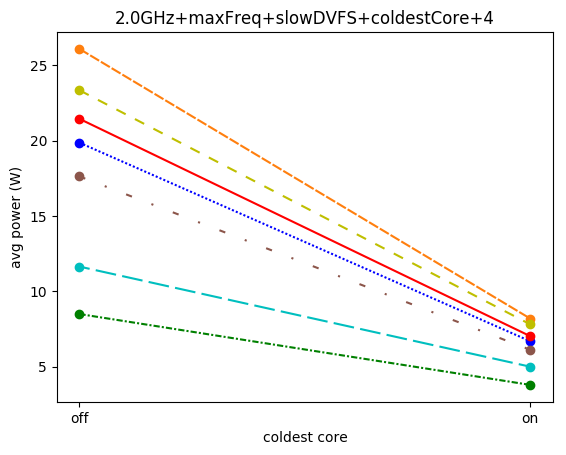 2.0GHz+maxFreq+slowDVFS+coldestCore+4
25
20
15
10
5
avg power (W)
off
on
coldest core